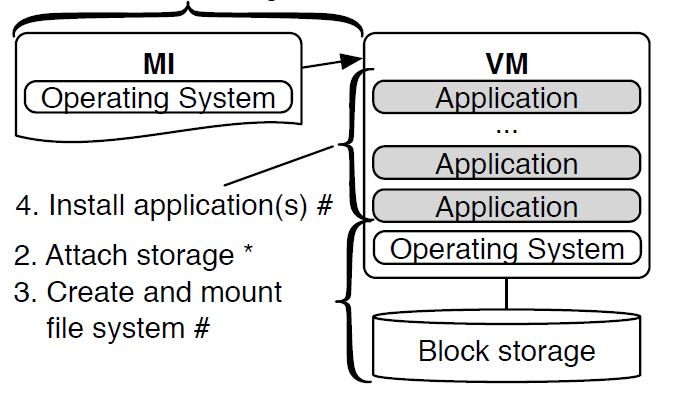 MI
Operating System
VM
Application
...
Application
Application
Operating System
4. Install application(s) #
2. Attach storage *
3. Create and mount
file system #
Block storage